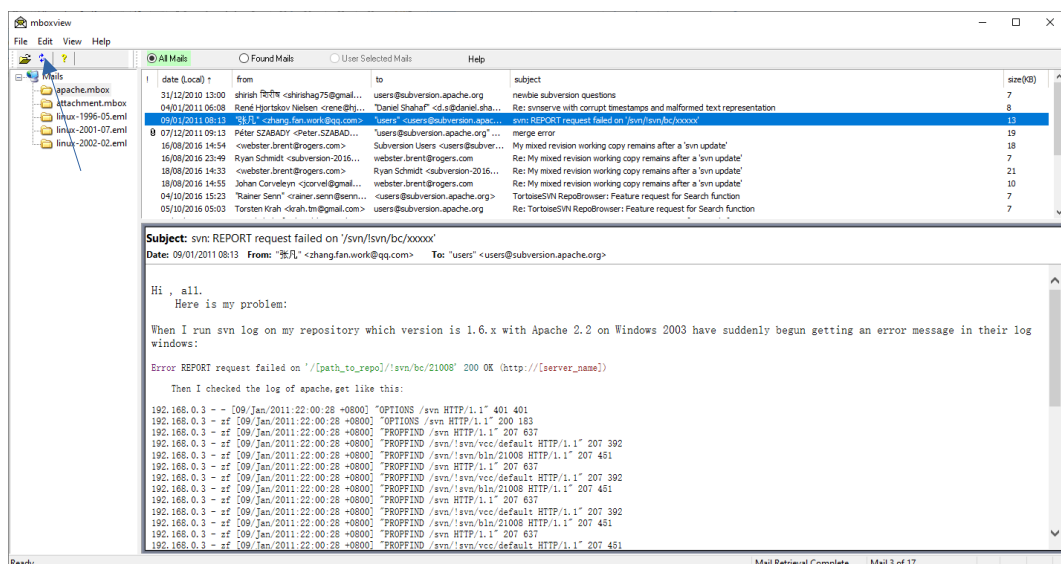 mboxview
File Edit View Help
All Mails Found Mails User Selected Mails Help
Mails
apache.mbox
attachment.mbox
linux-1996-05.eml
linux-2001-07.eml
linux-2002-02.eml
! date (Local) ↑ from to subject size(KB)
31/12/2010 13:00 shirish शिरीष <shirishag75@gmail... users@subversion.apache.org newbie subversion questions 7
04/01/2011 06:08 René Hjortskov Nielsen <rene@hj... "Daniel Shahaf" <d.s@daniel.sha... Re: svnserve with corrupt timestamps and malformed text representation 8
09/01/2011 08:13 "张凡" <zhang.fan.work@qq.com> "users" <users@subversion.apac... svn: REPORT request failed on '/svn/!svn/bc/xxxxx' 13
07/12/2011 09:13 Péter SZABADY <Peter.SZABAD... "users@subversion.apache.org" ... merge error 19
16/08/2016 14:54 <webster.brent@rogers.com> Subversion Users <users@subver... My mixed revision working copy remains after a 'svn update' 18
16/08/2016 23:49 Ryan Schmidt <subversion-2016... webster.brent@rogers.com Re: My mixed revision working copy remains after a 'svn update' 7
18/08/2016 14:33 <webster.brent@rogers.com> Ryan Schmidt <subversion-2016... Re: My mixed revision working copy remains after a 'svn update' 21
18/08/2016 14:55 Johan Corveleyn <jcorvel@gmail... webster.brent@rogers.com Re: My mixed revision working copy remains after a 'svn update' 10
04/10/2016 15:23 "Rainer Senn" <rainer.senn@senn... <users@subversion.apache.org> TortoiseSVN RepoBrowser: Feature request for Search function 7
05/10/2016 05:03 Torsten Krah <krah.tm@gmail.com> users@subversion.apache.org Re: TortoiseSVN RepoBrowser: Feature request for Search function 7
Subject: svn: REPORT request failed on '/svn/!svn/bc/xxxxx'
Date: 09/01/2011 08:13 From: "张凡" <zhang.fan.work@qq.com> To: "users" <users@subversion.apache.org>
Hi , all.
Here is my problem:
When I run svn log on my repository which version is 1.6.x with Apache 2.2 on Windows 2003 have suddenly begun getting an error message in their log
windows:
Error REPORT request failed on '/[path_to_repo]/!svn/bc/21008' 200 OK (http://[server_name])
Then I checked the log of apache,get like this:
192.168.0.3 - - [09/Jan/2011:22:00:28 +0800] "OPTIONS /svn HTTP/1.1" 401 401
192.168.0.3 - zf [09/Jan/2011:22:00:28 +0800] "OPTIONS /svn HTTP/1.1" 200 183
192.168.0.3 - zf [09/Jan/2011:22:00:28 +0800] "PROPFIND /svn HTTP/1.1" 207 637
192.168.0.3 - zf [09/Jan/2011:22:00:28 +0800] "PROPFIND /svn/!svn/vcc/default HTTP/1.1" 207 392
192.168.0.3 - zf [09/Jan/2011:22:00:28 +0800] "PROPFIND /svn/!svn/bln/21008 HTTP/1.1" 207 451
192.168.0.3 - zf [09/Jan/2011:22:00:28 +0800] "PROPFIND /svn HTTP/1.1" 207 637
192.168.0.3 - zf [09/Jan/2011:22:00:28 +0800] "PROPFIND /svn/!svn/vcc/default HTTP/1.1" 207 392
192.168.0.3 - zf [09/Jan/2011:22:00:28 +0800] "PROPFIND /svn/!svn/bln/21008 HTTP/1.1" 207 451
192.168.0.3 - zf [09/Jan/2011:22:00:28 +0800] "PROPFIND /svn HTTP/1.1" 207 637
192.168.0.3 - zf [09/Jan/2011:22:00:28 +0800] "PROPFIND /svn/!svn/vcc/default HTTP/1.1" 207 392
192.168.0.3 - zf [09/Jan/2011:22:00:28 +0800] "PROPFIND /svn/!svn/bln/21008 HTTP/1.1" 207 451
192.168.0.3 - zf [09/Jan/2011:22:00:28 +0800] "PROPFIND /svn HTTP/1.1" 207 637
192.168.0.3 - zf [09/Jan/2011:22:00:28 +0800] "PROPFIND /svn/!svn/vcc/default HTTP/1.1" 207 451
Ready Mail Retrieval Complete Mail 3 of 17